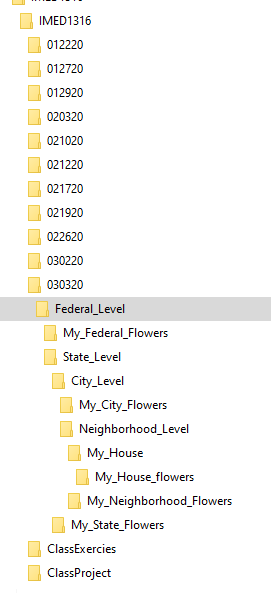 IMED1316
IMED1316
012220
012720
012920
020320
021020
021220
021720
021920
022620
030220
030320
Federal_Level
My_Federal_Flowers
State_Level
City_Level
My_City_Flowers
Neighborhood_Level
My_House
My_House_flowers
My_Neighborhood_Flowers
My_State_Flowers
ClassExercies
ClassProject